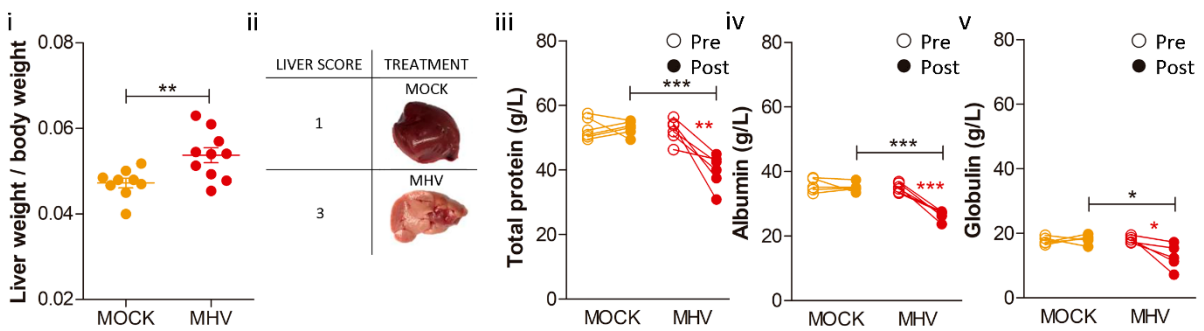 i
Liver weight / body weight
0.08
0.06
0.04
0.02
**
MOCK
MHV
ii
LIVER SCORE
TREATMENT
MOCK
1
MHV
3
iii
Total protein (g/L)
80
60
40
20
0
Pre
Post
***
**
MOCK
MHV
iv
Albumin (g/L)
80
60
40
20
0
Pre
Post
***
***
MOCK
MHV
v
Globulin (g/L)
80
60
40
20
0
Pre
Post
*
*
MOCK
MHV